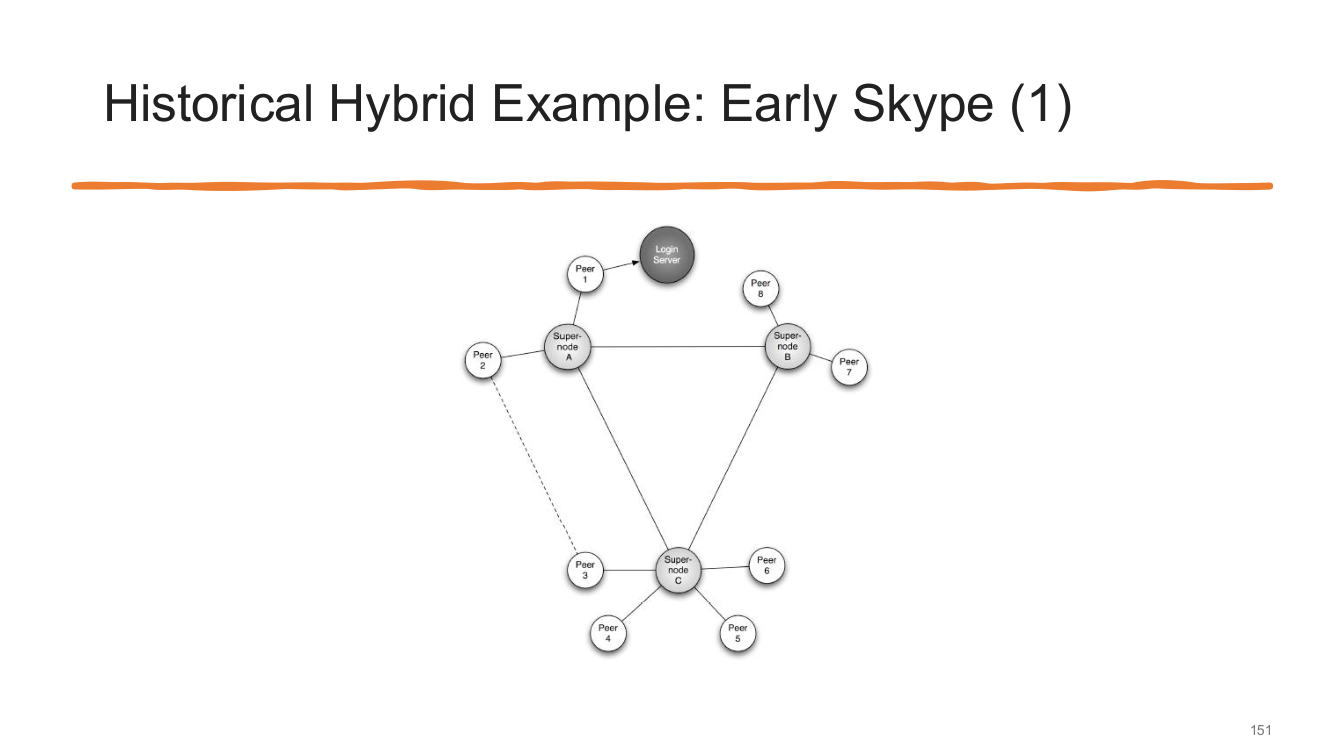 Historical Hybrid Example: Early Skype (1)
Login
Server
Peer
1
Peer
8
Super-
node
A
Super-
node
B
Peer
2
Peer
7
Peer
3
Super-
node
C
Peer
6
Peer
4
Peer
5
151